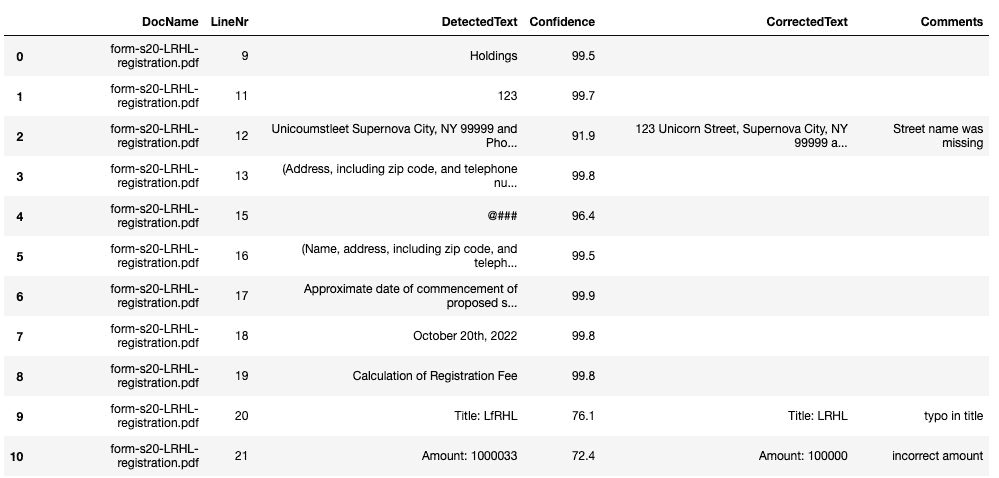 DocName LineNr DetectedText Confidence CorrectedText Comments
0 form-s20-LRHL-registration.pdf 9 Holdings 99.5
1 form-s20-LRHL-registration.pdf 11 123 99.7
2 form-s20-LRHL-registration.pdf 12 Unicoumstleet Supernova City, NY 99999 and Pho... 91.9 123 Unicorn Street, Supernova City, NY 99999 a... Street name was missing
3 form-s20-LRHL-registration.pdf 13 (Address, including zip code, and telephone nu... 99.8
4 form-s20-LRHL-registration.pdf 15 @### 96.4
5 form-s20-LRHL-registration.pdf 16 (Name, address, including zip code, and teleph... 99.5
6 form-s20-LRHL-registration.pdf 17 Approximate date of commencement of proposed s... 99.9
7 form-s20-LRHL-registration.pdf 18 October 20th, 2022 99.8
8 form-s20-LRHL-registration.pdf 19 Calculation of Registration Fee 99.8
9 form-s20-LRHL-registration.pdf 20 Title: LfRHL 76.1 Title: LRHL typo in title
10 form-s20-LRHL-registration.pdf 21 Amount: 1000033 72.4 Amount: 100000 incorrect amount